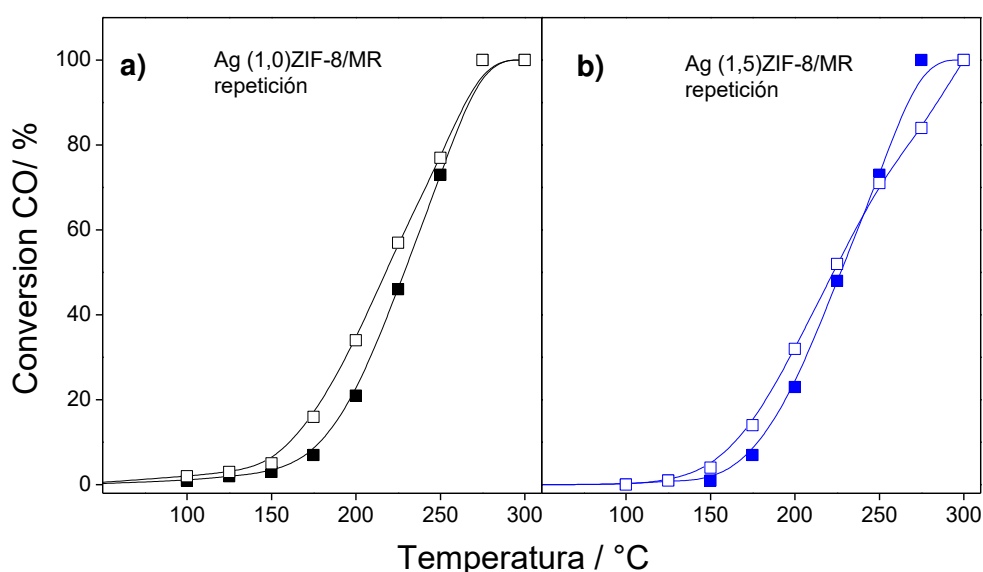 a)
Ag (1,0)ZIF-8/MR
repetición
b)
Ag (1,5)ZIF-8/MR
repetición
Conversion CO/ %
100
80
60
40
20
0
100 150 200 250 300
100 150 200 250 300
Temperatura / °C